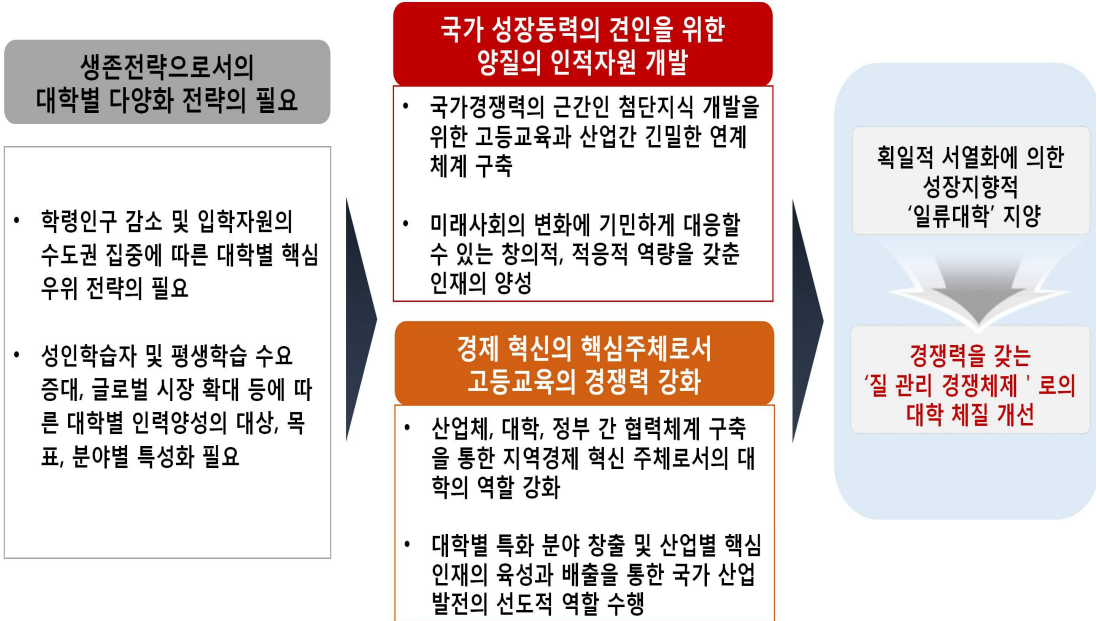 생존전략으로서의
대학별 다양화 전략의 필요
• 학령인구 감소 및 입학자원의
수도권 집중에 따른 대학별 핵심
우위 전략의 필요
• 성인학습자 및 평생학습 수요
증대, 글로벌 시장 확대 등에 따
른 대학별 인력양성의 대상, 목
표, 분야별 특성화 필요
국가 성장동력의 견인을 위한
양질의 인적자원 개발
• 국가경쟁력의 근간인 첨단지식 개발을
위한 고등교육과 산업간 긴밀한 연계
체계 구축
• 미래사회의 변화에 기민하게 대응할
수 있는 창의적, 적응적 역량을 갖춘
인재의 양성
경제 혁신의 핵심주체로서
고등교육의 경쟁력 강화
• 산업체, 대학, 정부 간 협력체계 구축
을 통한 지역경제 혁신 주체로서의 대
학의 역할 강화
• 대학별 특화 분야 창출 및 산업별 핵심
인재의 육성과 배출을 통한 국가 산업
발전의 선도적 역할 수행
획일적 서열화에 의한
성장지향적
‘일류대학’ 지양
경쟁력을 갖는
‘질 관리 경쟁체제 ' 로의
대학 체질 개선